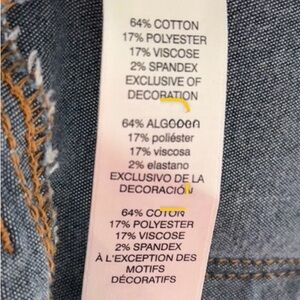 64% COTTON
17% POLYESTER
17% VISCOSE
2% SPANDEX
EXCLUSIVE OF
DECORATION
64% ALGODON
17% poliéster
17% viscosa
2% elastano
EXCLUSIVO DE LA
DECORACIÓN
64% COTON
17% POLYESTER
17% VISCOSE
2% SPANDEX
À L'EXCEPTION DES
MOTIFS
DÉCORATIFS